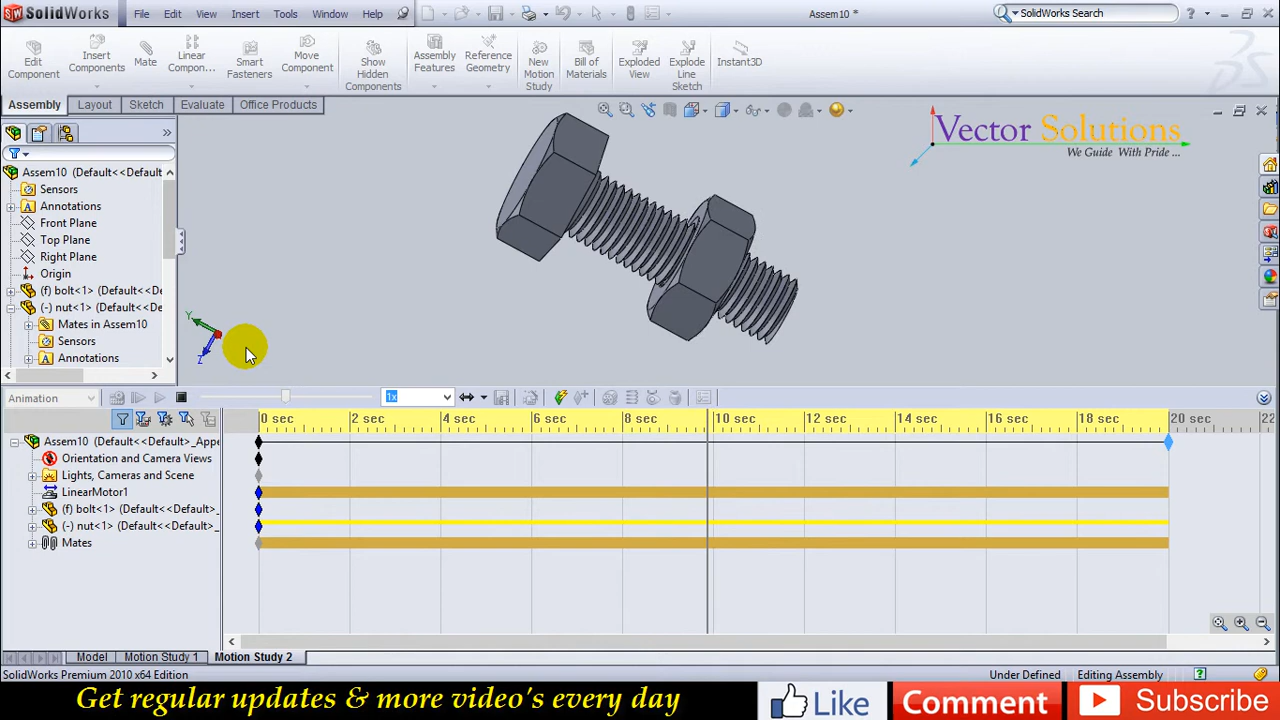 SolidWorks File Edit View Insert Tools Window Help Assem10 * SolidWorks Search
Edit Component Insert Components Mate Linear Compon... Smart Fasteners Move Component Show Hidden Components Assembly Features Reference Geometry New Motion Study Bill of Materials Exploded View Explode Line Sketch Instant3D
Assembly Layout Sketch Evaluate Office Products
Vector Solutions
We Guide With Pride ...
Assem10 (Default<<Default
Sensors
Annotations
Front Plane
Top Plane
Right Plane
Origin
(f) bolt<1> (Default<<De
(-) nut<1> (Default<<De
Mates in Assem10
Sensors
Annotations
Y
Z
Animation 1x
0 sec 2 sec 4 sec 6 sec 8 sec 10 sec 12 sec 14 sec 16 sec 18 sec 20 sec 22
Assem10 (Default<<Default>_Appe
Orientation and Camera Views
Lights, Cameras and Scene
LinearMotor1
(f) bolt<1> (Default<<Default>_
(-) nut<1> (Default<<Default>_
Mates
Model Motion Study 1 Motion Study 2
SolidWorks Premium 2010 x64 Edition Under Defined Editing Assembly
Get regular updates & more video's every day Like Comment Subscribe